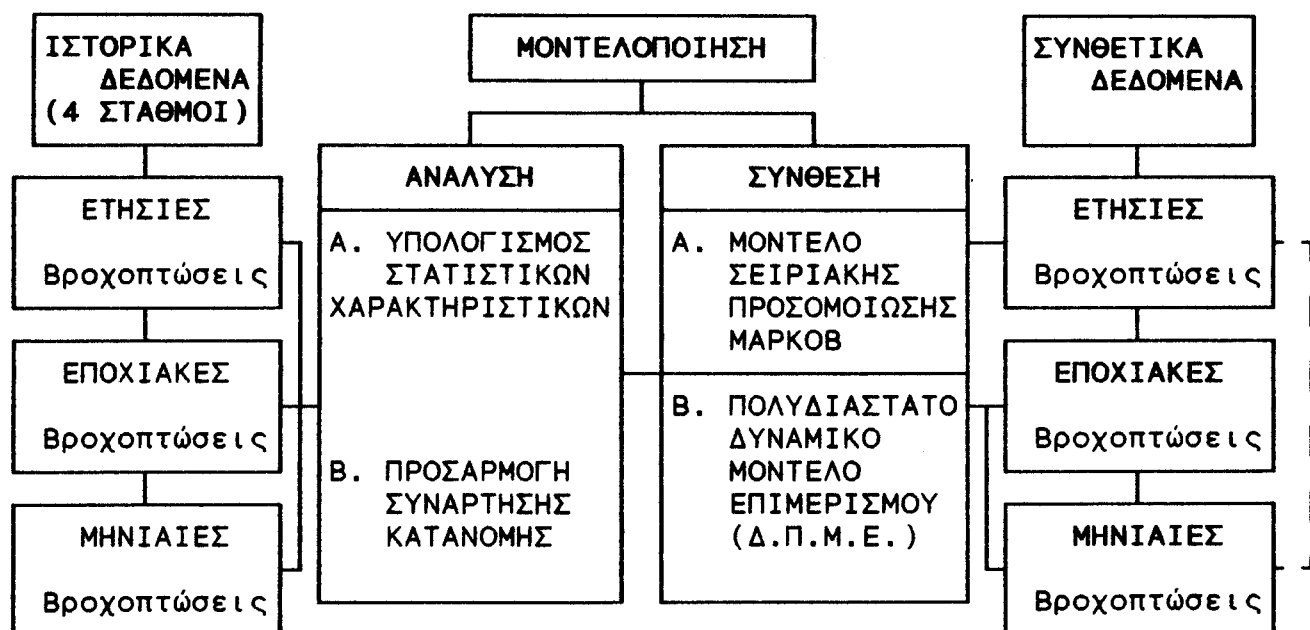 ΙΣΤΟΡΙΚΑ
ΔΕΔΟΜΕΝΑ
(4 ΣΤΑΘΜΟΙ)
ΕΤΗΣΙΕΣ
Βροχοπτώσεις
ΕΠΟΧΙΑΚΕΣ
Βροχοπτώσεις
ΜΗΝΙΑΙΕΣ
Βροχοπτώσεις
ΜΟΝΤΕΛΟΠΟΙΗΣΗ
ΑΝΑΛΥΣΗ
Α. ΥΠΟΛΟΓΙΣΜΟΣ
ΣΤΑΤΙΣΤΙΚΩΝ
ΧΑΡΑΚΤΗΡΙΣΤΙΚΩΝ
Β. ΠΡΟΣΑΡΜΟΓΗ
ΣΥΝΑΡΤΗΣΗΣ
ΚΑΤΑΝΟΜΗΣ
ΣΥΝΘΕΣΗ
Α. ΜΟΝΤΕΛΟ
ΣΕΙΡΙΑΚΗΣ
ΠΡΟΣΟΜΟΙΩΣΗΣ
ΜΑΡΚΟΒ
Β. ΠΟΛΥΔΙΑΣΤΑΤΟ
ΔΥΝΑΜΙΚΟ
ΜΟΝΤΕΛΟ
ΕΠΙΜΕΡΙΣΜΟΥ
(Δ.Π.Μ.Ε.)
ΣΥΝΘΕΤΙΚΑ
ΔΕΔΟΜΕΝΑ
ΕΤΗΣΙΕΣ
Βροχοπτώσεις
ΕΠΟΧΙΑΚΕΣ
Βροχοπτώσεις
ΜΗΝΙΑΙΕΣ
Βροχοπτώσεις